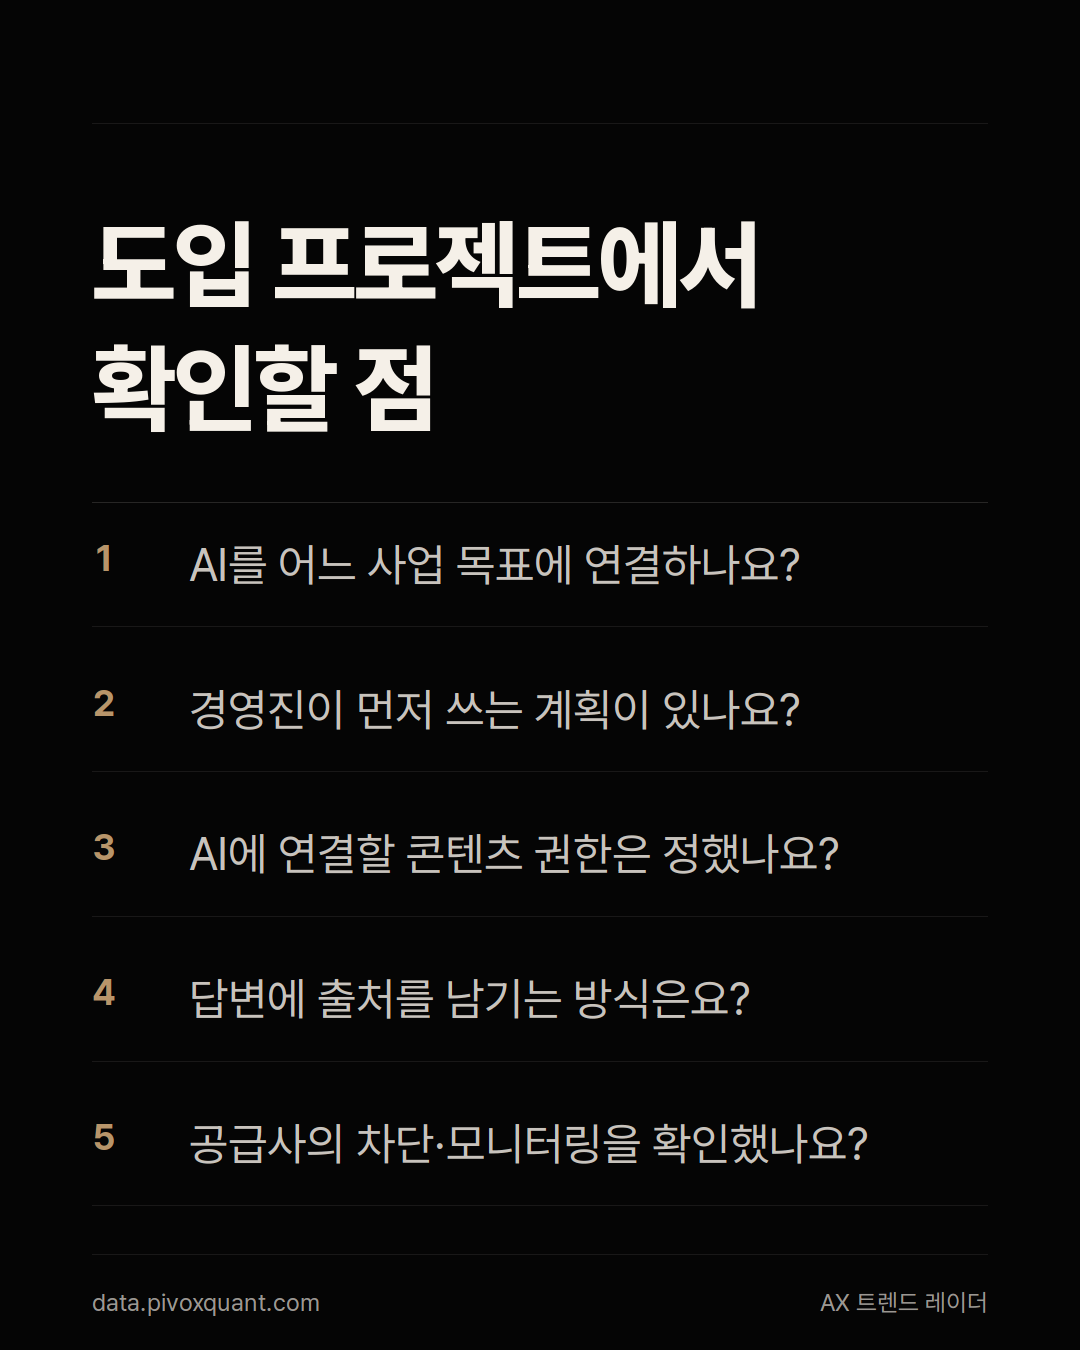 도입 프로젝트에서
확인할 점
1 AI를 어느 사업 목표에 연결하나요?
2 경영진이 먼저 쓰는 계획이 있나요?
3 AI에 연결할 콘텐츠 권한은 정했나요?
4 답변에 출처를 남기는 방식은요?
5 공급사의 차단·모니터링을 확인했나요?
data.pivoxquant.com AX 트렌드 레이더